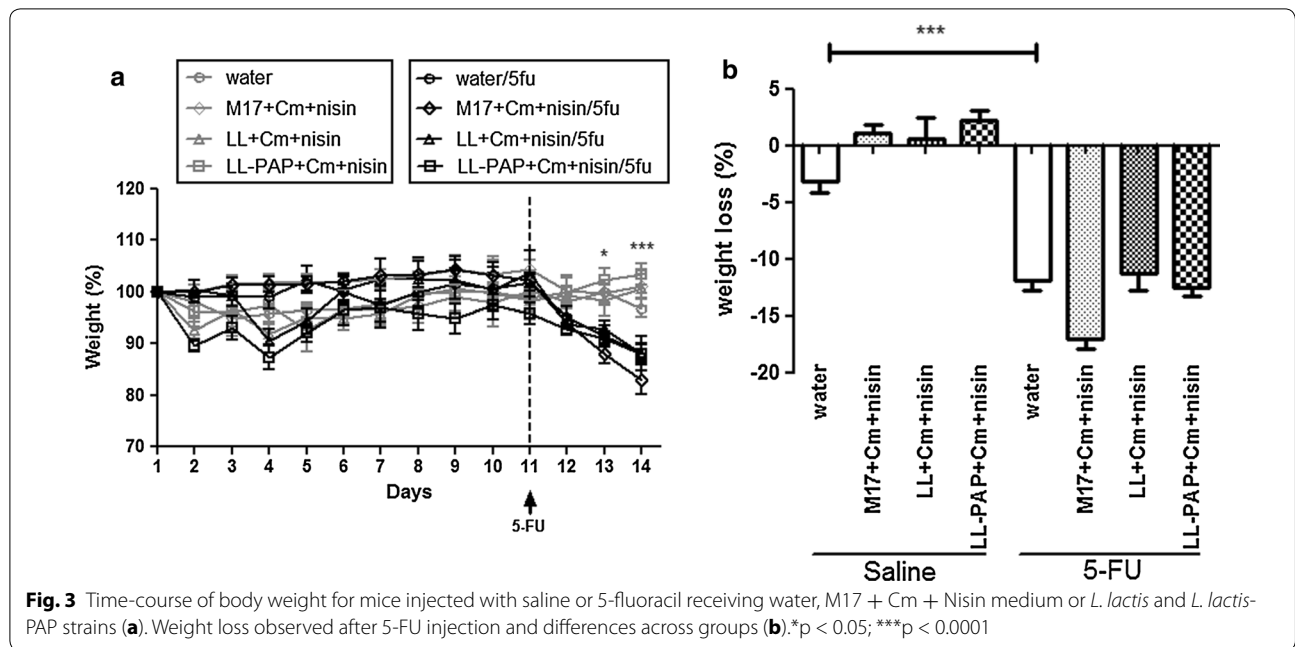 a
water
M17+Cm+nisin
LL+Cm+nisin
LL-PAP+Cm+nisin
water/5fu
M17+Cm+nisin/5fu
LL+Cm+nisin/5fu
LL-PAP+Cm+nisin/5fu
Weight (%)
120
110
100
90
80
70
* ***
1 2 3 4 5 6 7 8 9 10 11 12 13 14
Days
5-FU
b
***
weight loss (%)
5
0
-5
-10
-15
-20
water
M17+Cm+nisin
LL+Cm+nisin
LL-PAP+Cm+nisin
water
M17+Cm+nisin
LL+Cm+nisin
LL-PAP+Cm+nisin
Saline 5-FU
Fig. 3 Time-course of body weight for mice injected with saline or 5-fluoracil receiving water, M17 + Cm + Nisin medium or L. lactis and L. lactis-
PAP strains (a). Weight loss observed after 5-FU injection and differences across groups (b).*p < 0.05; ***p < 0.0001